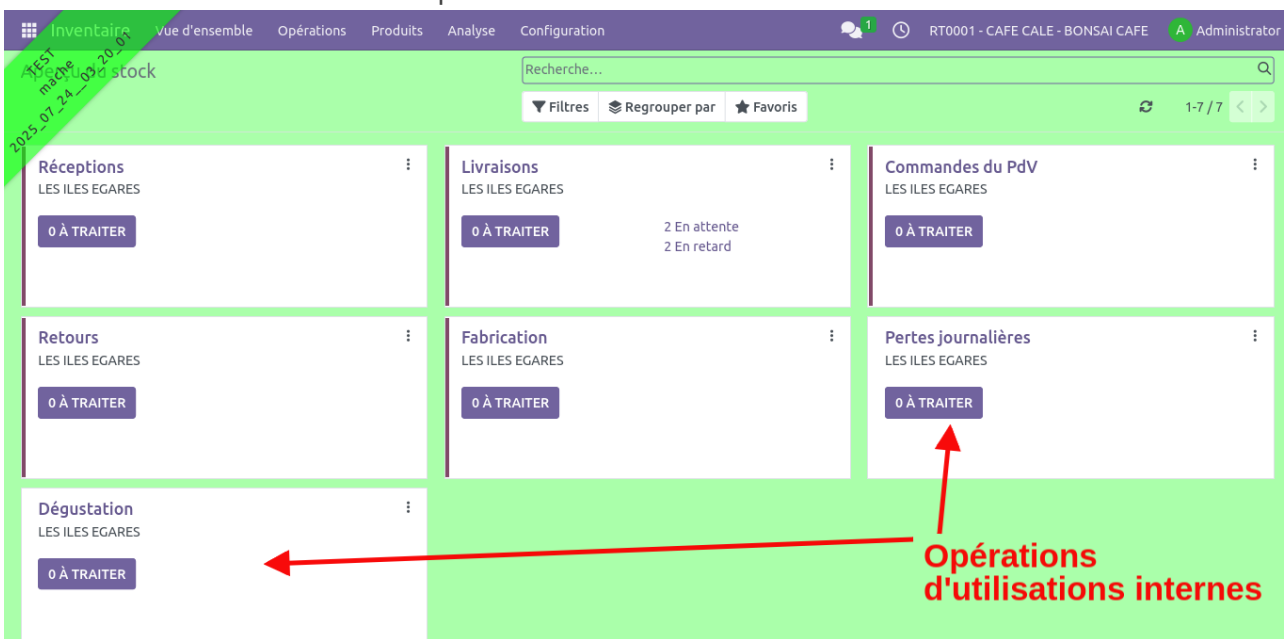 Inventaire Vue d'ensemble Opérations Produits Analyse Configuration 1 RT0001 - CAFE CALE - BONSAI CAFE A Administrator
TEST
mache
2025_07_24__03_20_01
Aperçu du stock
Recherche...
Filtres Regrouper par Favoris 1-7 / 7
Réceptions
LES ILES EGARES
0 À TRAITER
Livraisons
LES ILES EGARES
0 À TRAITER
2 En attente
2 En retard
Commandes du PdV
LES ILES EGARES
0 À TRAITER
Retours
LES ILES EGARES
0 À TRAITER
Fabrication
LES ILES EGARES
0 À TRAITER
Pertes journalières
LES ILES EGARES
0 À TRAITER
Dégustation
LES ILES EGARES
0 À TRAITER
Opérations
d'utilisations internes